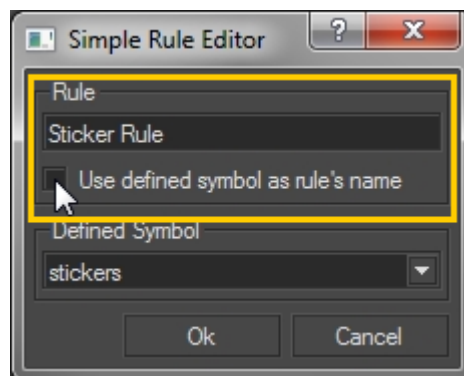 Simple Rule Editor
?
Rule
Sticker Rule
Use defined symbol as rule's name
Defined Symbol
stickers
Ok Cancel